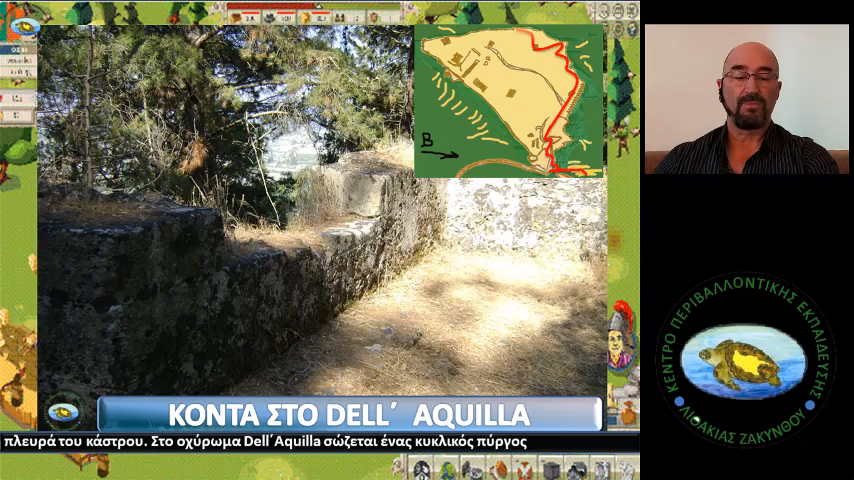 Β
ΚΟΝΤΑ ΣΤΟ DELL΄ AQUILLA
πλευρά του κάστρου. Στο οχύρωμα Dell΄Aquilla σώζεται ένας κυκλικός πύργος
ΚΕΝΤΡΟ ΠΕΡΙΒΑΛΛΟΝΤΙΚΗΣ ΕΚΠΑΙΔΕΥΣΗΣ
ΛΙΘΑΚΙΑΣ ΖΑΚΥΝΘΟΥ